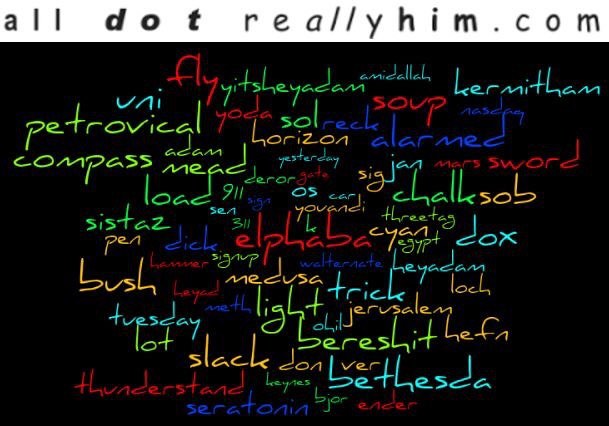 all dot reallyhim.com
fly yitsheyadam amidallah kermitham
uni yoda soup nasdaq
petrovical sol reck alarmed
horizon
compass adam mead yesterday sig jan mars sword
deror gate
load 911 sign os car chalk sob
sen youandi threetag
sistaz 311 k cyan
pen dick elphaba egypt dox
hammer signup walternate heyadam
bush medusa trick loch
heyad meth light jerusalem
tuesday ohil
lot bereshit hefn
slack don ver
thunderstand keynes bethesda
seratonin bjor ender